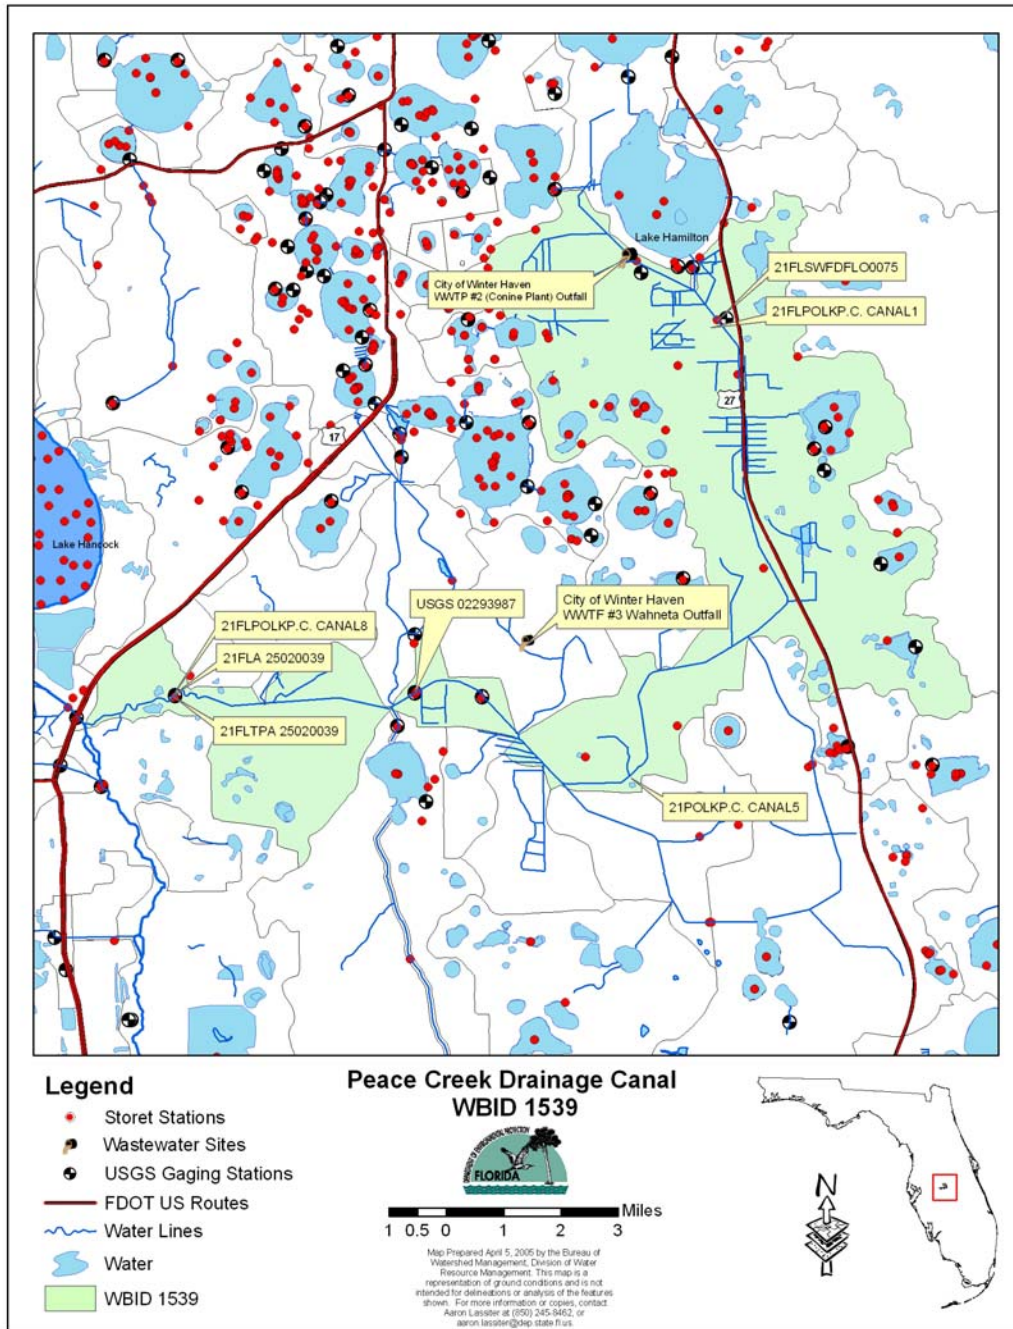 Lake Hamilton
21FLSWFDFLO0075
City of Winter Haven
WWTP #2 (Conine Plant) Outfall
21FLPOLKP.C. CANAL1
27
17
Lake Hancock
USGS 02293987
City of Winter Haven
WWTF #3 Wahneta Outfall
21FLPOLKP.C. CANAL8
21FLA 25020039
21FLTPA 25020039
21POLKP.C. CANAL5
Legend
Storet Stations
Wastewater Sites
USGS Gaging Stations
FDOT US Routes
Water Lines
Water
WBID 1539
Peace Creek Drainage Canal
WBID 1539
DEPARTMENT OF ENVIRONMENTAL PROTECTION
FLORIDA
1 0.5 0 1 2 3 Miles
Map Prepared April 5, 2005 by the Bureau of
Watershed Management, Division of Water
Resource Management. This map is a
representation of ground conditions and is not
intended for delineations or analysis of the features
shown. For more information or copies, contact
Aaron Lassiter at (850) 245-8462, or
aaron.lassiter@dep.state.fl.us
N